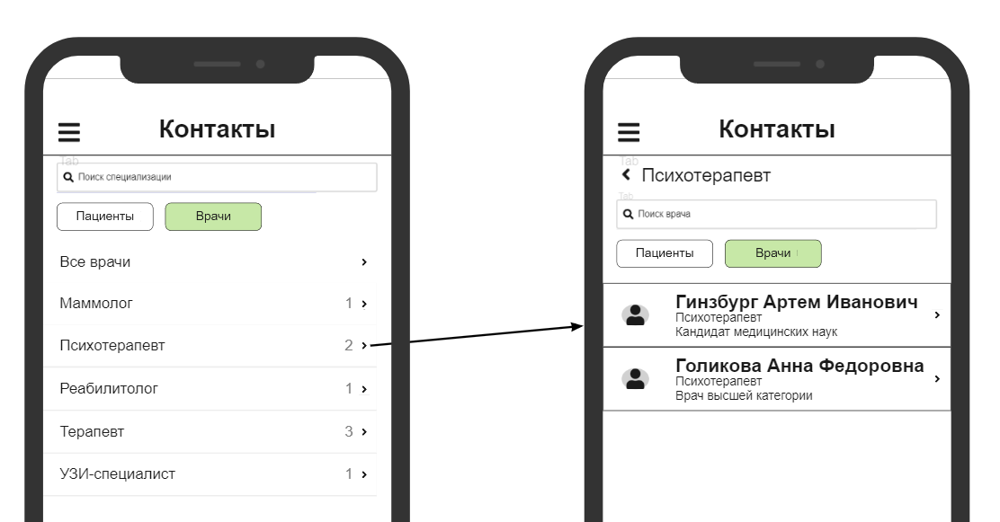 Контакты
Tab
Поиск специализации
Пациенты
Врачи
Все врачи
Маммолог 1
Психотерапевт 2
Реабилитолог 1
Терапевт 3
УЗИ-специалист 1
Контакты
Tab
Психотерапевт
Tab
Поиск врача
Пациенты
Врачи
Гинзбург Артем Иванович
Психотерапевт
Кандидат медицинских наук
Голикова Анна Федоровна
Психотерапевт
Врач высшей категории